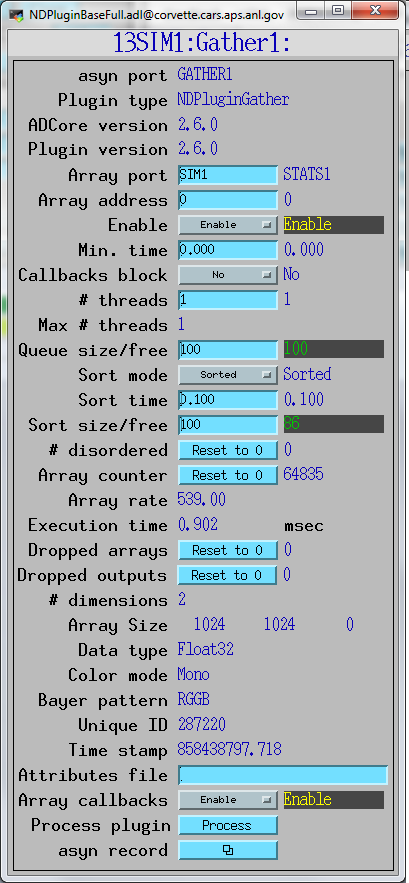 NDPluginBaseFull.adl@corvette.cars.aps.anl.gov
13SIM1:Gather1:
asyn port GATHER1
Plugin type NDPluginGather
ADCore version 2.6.0
Plugin version 2.6.0
Array port SIM1 STATS1
Array address 0 0
Enable Enable Enable
Min. time 0.000 0.000
Callbacks block No No
# threads 1 1
Max # threads 1
Queue size/free 100 100
Sort mode Sorted Sorted
Sort time 0.100 0.100
Sort size/free 100 86
# disordered Reset to 0 0
Array counter Reset to 0 64835
Array rate 539.00
Execution time 0.902 msec
Dropped arrays Reset to 0 0
Dropped outputs Reset to 0 0
# dimensions 2
Array Size 1024 1024 0
Data type Float32
Color mode Mono
Bayer pattern RGGB
Unique ID 287220
Time stamp 858438797.718
Attributes file
Array callbacks Enable Enable
Process plugin Process
asyn record